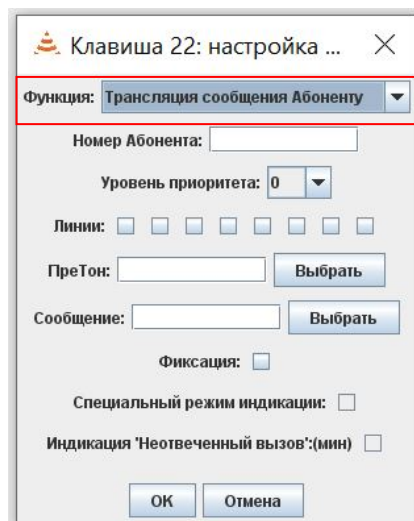 Клавиша 22: настройка ...
Функция: Трансляция сообщения Абоненту
Номер Абонента:
Уровень приоритета: 0
Линии:
ПреТон: Выбрать
Сообщение: Выбрать
Фиксация:
Специальный режим индикации:
Индикация 'Неотвеченный вызов':(мин)
ОК Отмена